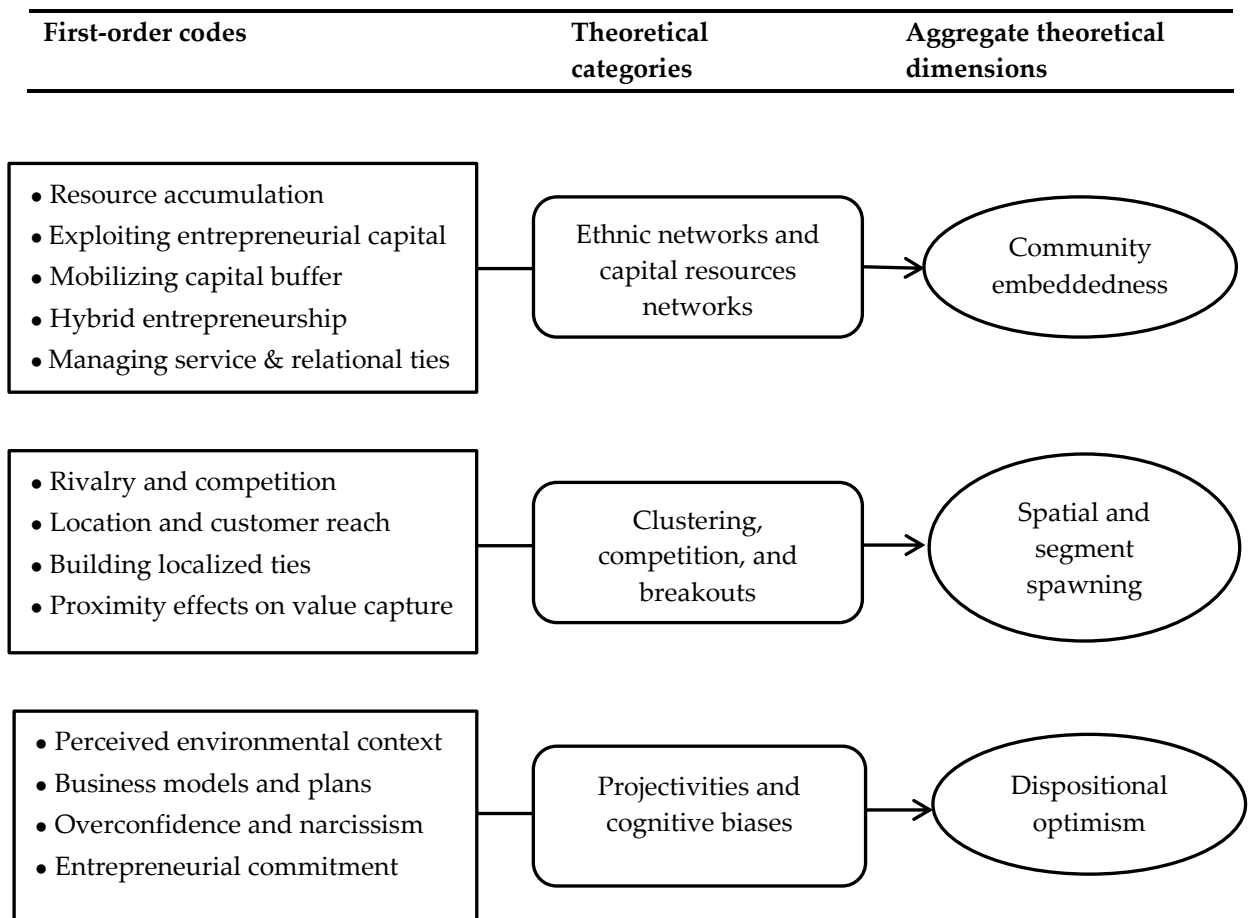 First-order codes
Theoretical
categories
Aggregate theoretical
dimensions
• Resource accumulation
• Exploiting entrepreneurial capital
• Mobilizing capital buffer
• Hybrid entrepreneurship
• Managing service & relational ties
Ethnic networks and
capital resources
networks
Community
embeddedness
• Rivalry and competition
• Location and customer reach
• Building localized ties
• Proximity effects on value capture
Clustering,
competition, and
breakouts
Spatial and
segment
spawning
• Perceived environmental context
• Business models and plans
• Overconfidence and narcissism
• Entrepreneurial commitment
Projectivities and
cognitive biases
Dispositional
optimism